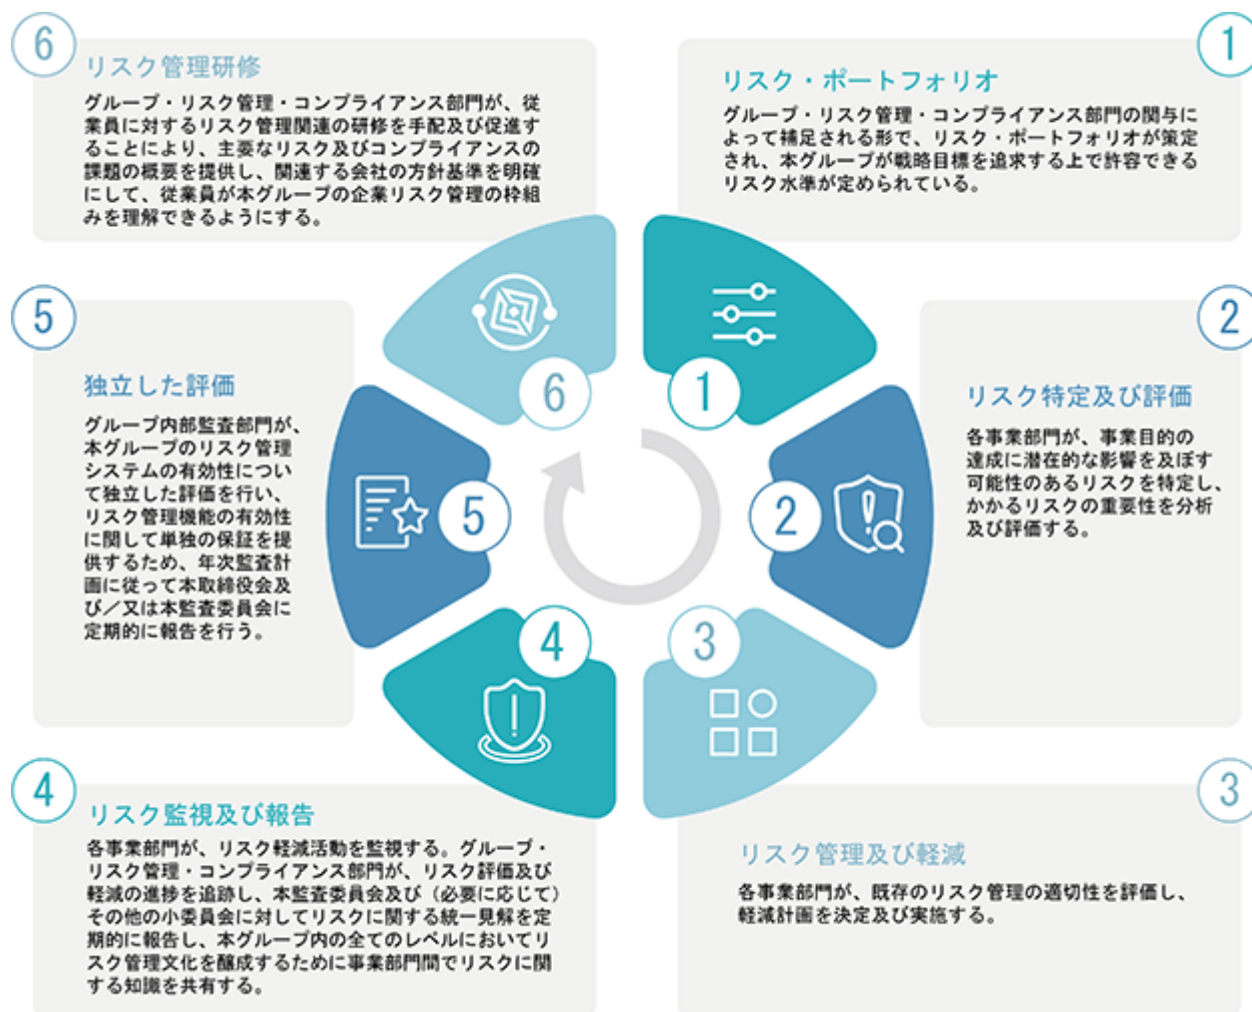 1
リスク・ポートフォリオ
グループ・リスク管理・コンプライアンス部門の関与
によって補足される形で、リスク・ポートフォリオが策定
され、本グループが戦略目標を追求する上で許容できる
リスク水準が定められている。
2
リスク特定及び評価
各事業部門が、事業目的の
達成に潜在的な影響を及ぼす
可能性のあるリスクを特定し、
かかるリスクの重要性を分析
及び評価する。
3
リスク管理及び軽減
各事業部門が、既存のリスク管理の適切性を評価し、
軽減計画を決定及び実施する。
4
リスク監視及び報告
各事業部門が、リスク軽減活動を監視する。グループ・
リスク管理・コンプライアンス部門が、リスク評価及び
軽減の進捗を追跡し、本監査委員会及び（必要に応じて）
その他の小委員会に対してリスクに関する統一見解を定
期的に報告し、本グループ内の全てのレベルにおいてリ
スク管理文化を醸成するために事業部門間でリスクに関
する知識を共有する。
5
独立した評価
グループ内部監査部門が、
本グループのリスク管理
システムの有効性につい
て独立した評価を行い、
リスク管理機能の有効性
に関して単独の保証を提
供するため、年次監査計
画に従って本取締役会及
び／又は本監査委員会に
定期的に報告を行う。
6
リスク管理研修
グループ・リスク管理・コンプライアンス部門が、従
業員に対するリスク管理関連の研修を手配及び促進す
ることにより、主要なリスク及びコンプライアンスの
課題の概要を提供し、関連する会社の方針基準を明確
にして、従業員が本グループの企業リスク管理の枠組
みを理解できるようにする。
1
2
3
4
5
6